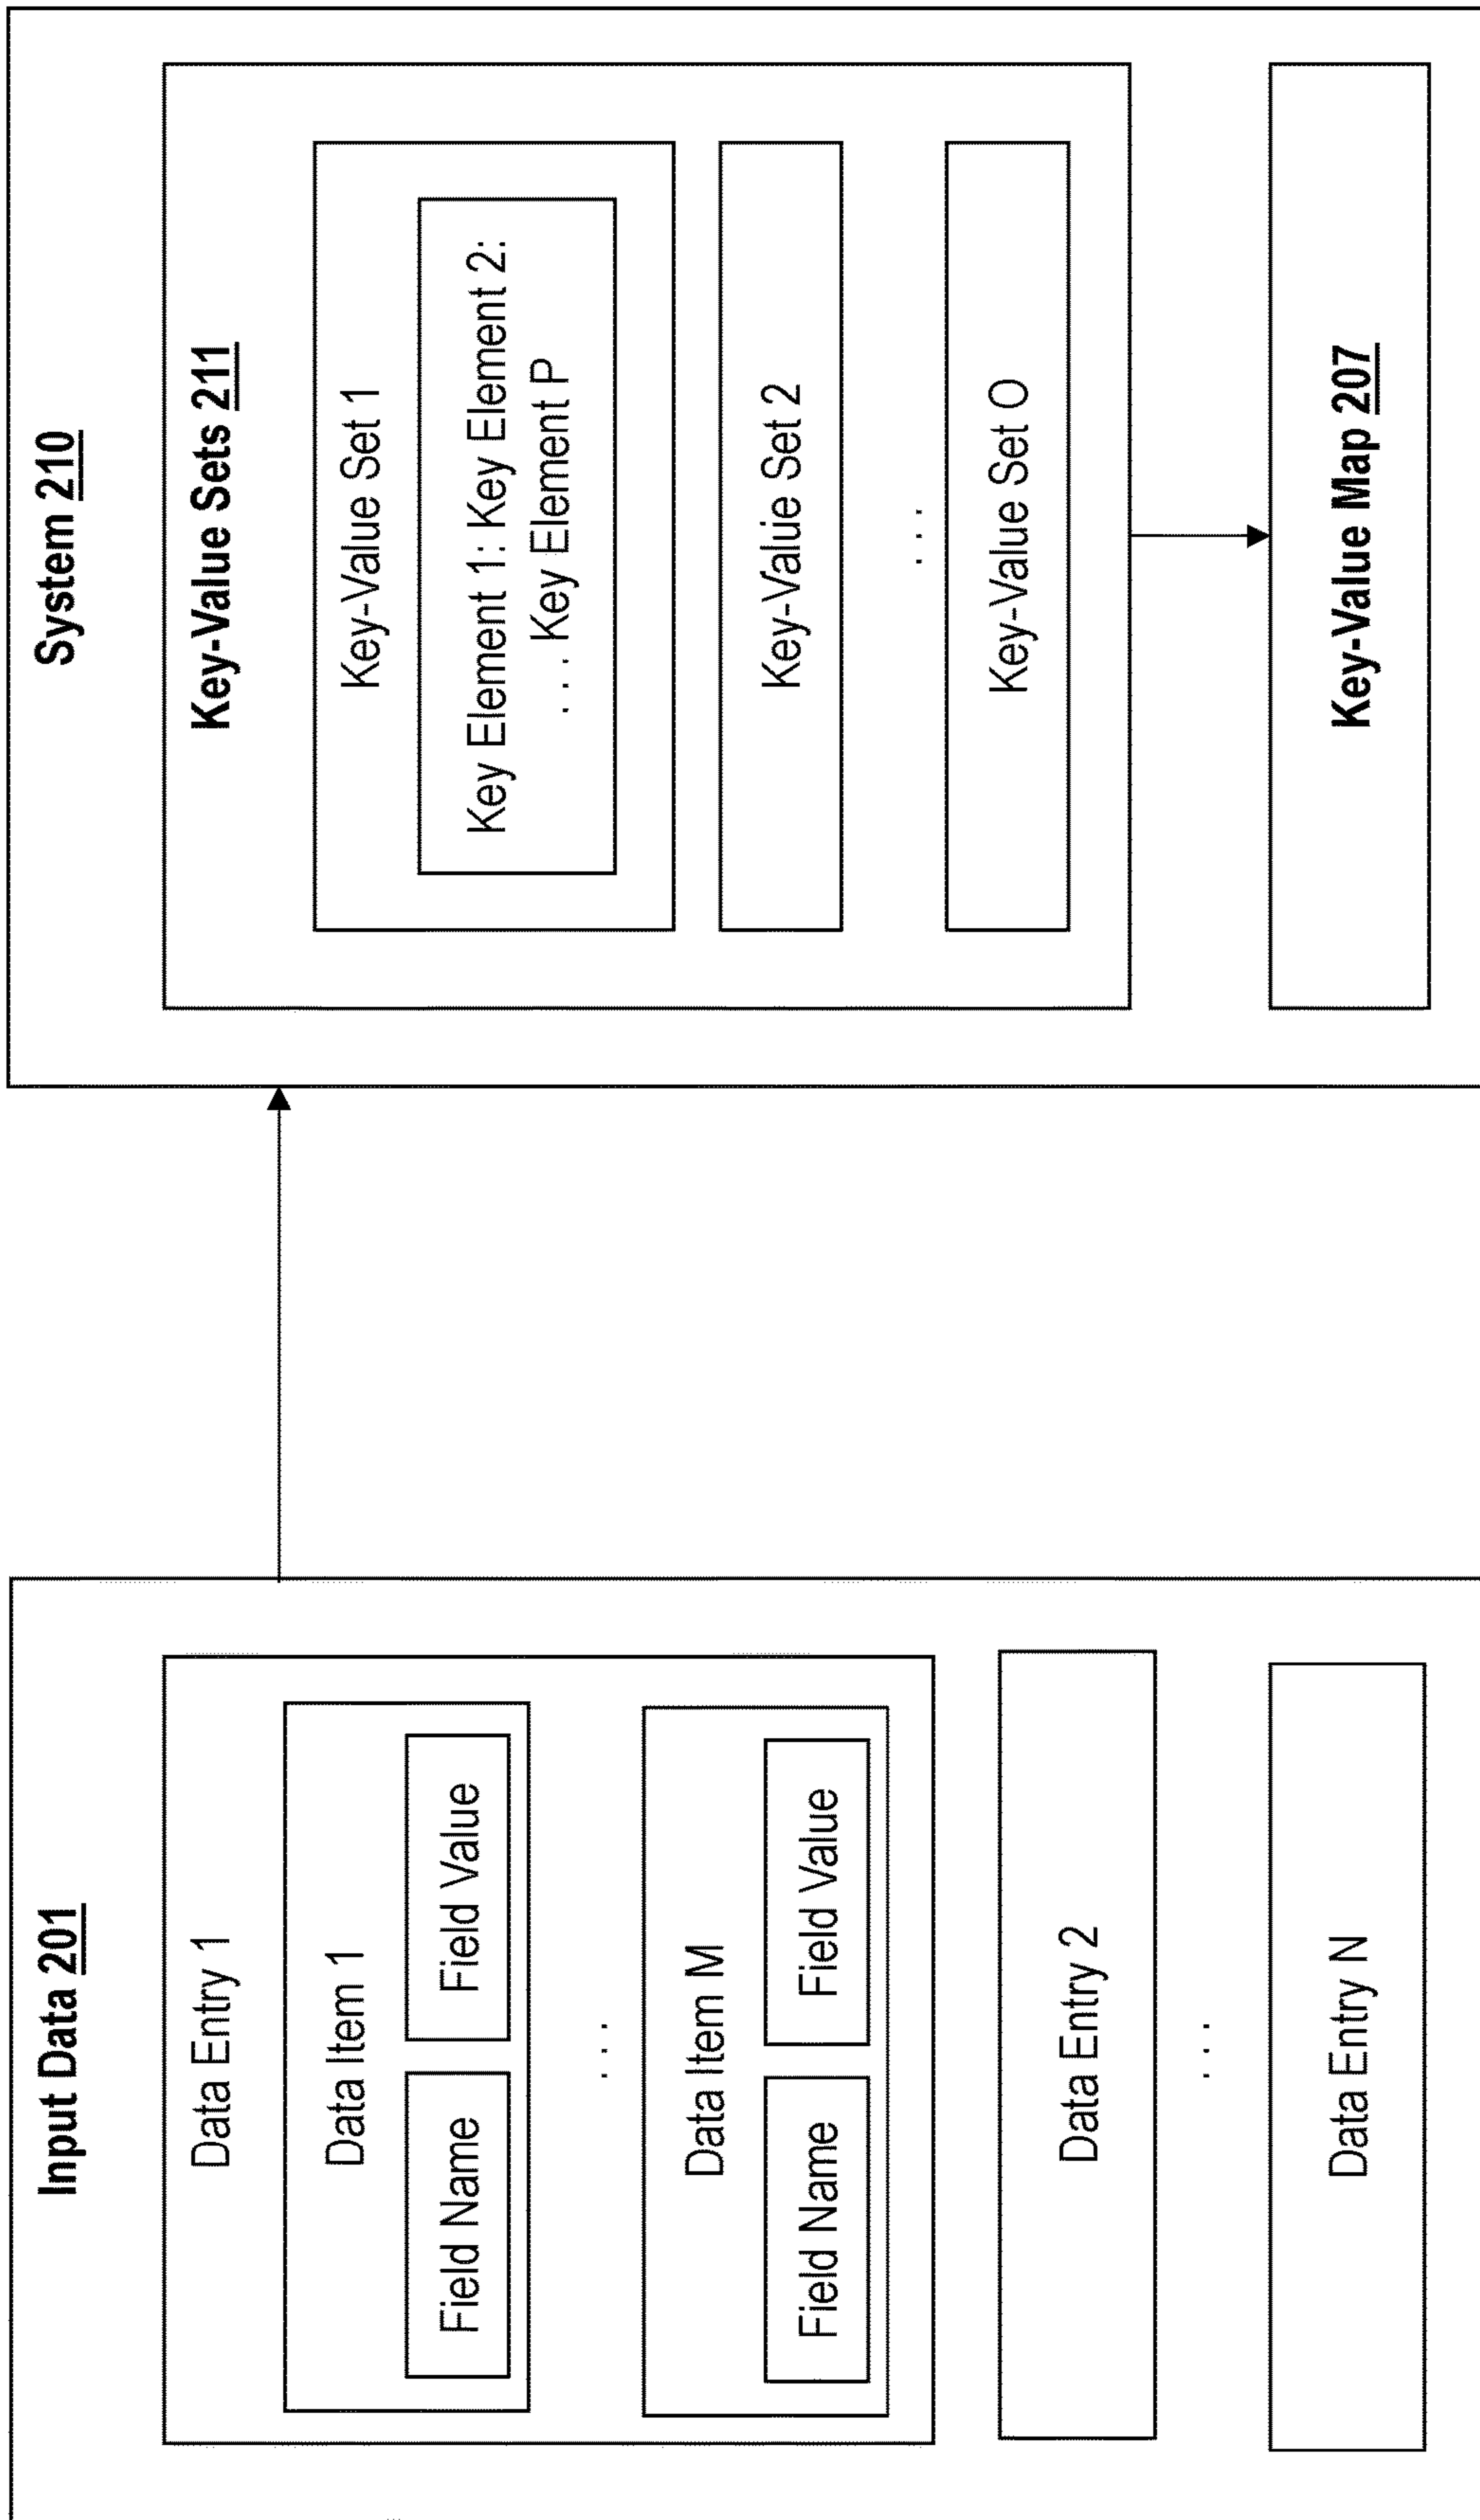 Input Data 201
Data Entry 1
Data Item 1
Field Name
Field Value
. . .
Data Item M
Field Name
Field Value
Data Entry 2
. . .
Data Entry N
System 210
Key-Value Sets 211
Key-Value Set 1
Key Element 1: Key Element 2:
. . . Key Element P
Key-Value Set 2
. . .
Key-Value Set O
Key-Value Map 207